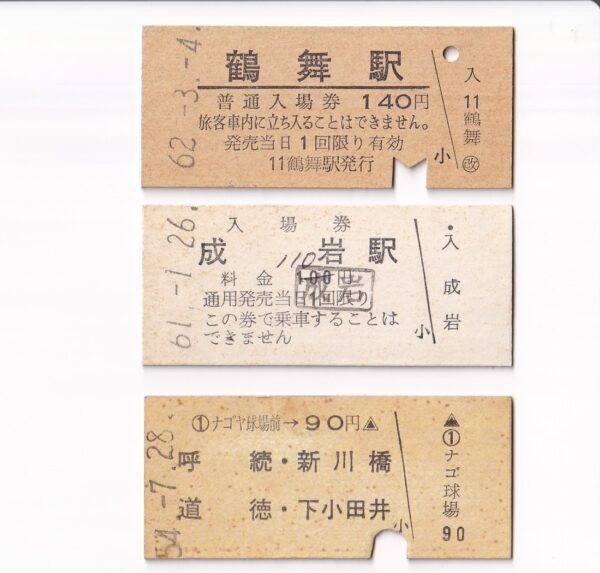 62.-3.-4.
鶴舞駅
普通入場券 140円
旅客車内に立ち入ることはできません。
発売当日1回限り有効
11鶴舞駅発行
小
入
11
鶴舞
改
61.-1.26.
入場券
成岩駅
110
料金 100円
成岩
通用発売当日1回限り
この券で乗車することは
できません
小
入
成岩
54.-7.28.
①ナゴヤ球場前→90円▲
呼続・新川橋
道徳・下小田井
小
▲
①
ナゴ球場
90